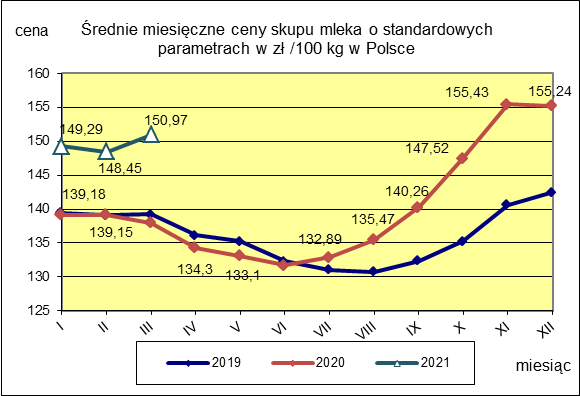 cena
Średnie miesięczne ceny skupu mleka o standardowych
parametrach w zł /100 kg w Polsce
160
155
150
145
140
135
130
125
149,29
148,45
150,97
139,18
139,15
134,3
133,1
132,89
135,47
140,26
147,52
155,43
155,24
I
II
III
IV
V
VI
VII
VIII
IX
X
XI
XII
2019
2020
2021
miesiąc